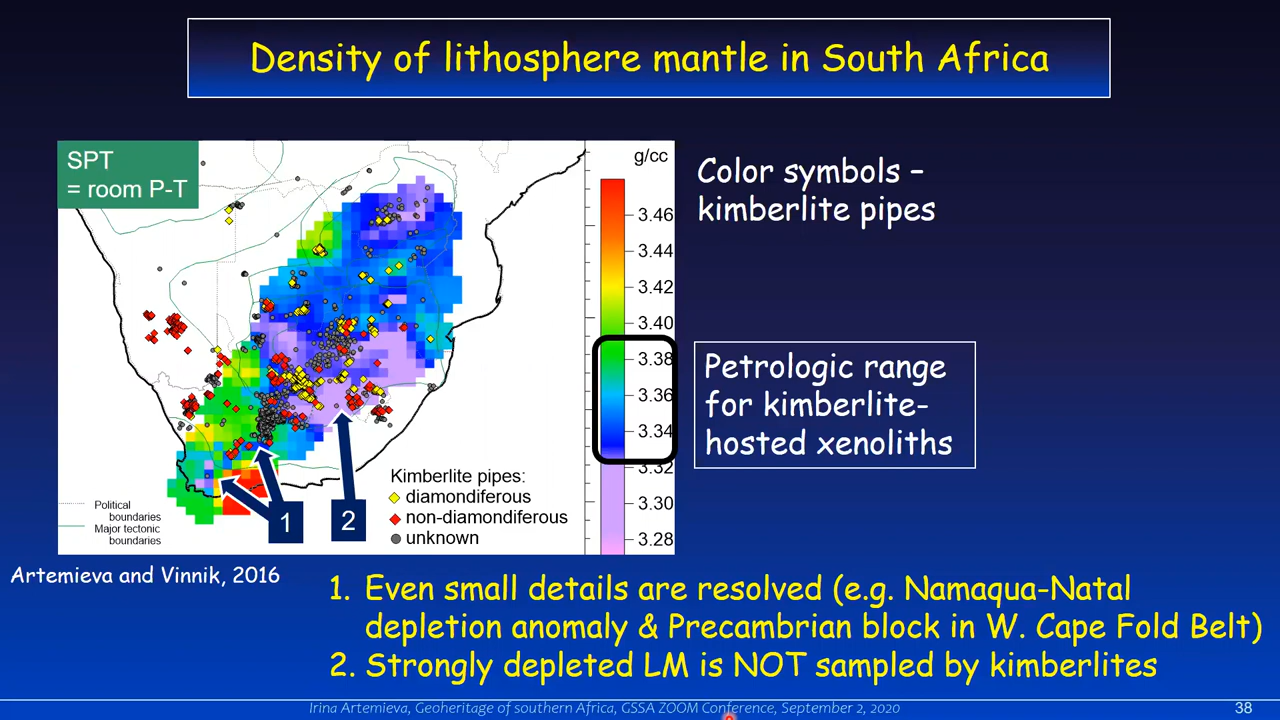 Density of lithosphere mantle in South Africa
SPT
= room P-T
g/cc
3.46
3.44
3.42
3.40
3.38
3.36
3.34
3.32
3.30
3.28
Color symbols –
kimberlite pipes
Petrologic range
for kimberlite-
hosted xenoliths
1
2
Kimberlite pipes:
diamondiferous
non-diamondiferous
unknown
Political
boundaries
Major tectonic
boundaries
Artemieva and Vinnik, 2016
1. Even small details are resolved (e.g. Namaqua-Natal
depletion anomaly & Precambrian block in W. Cape Fold Belt)
2. Strongly depleted LM is NOT sampled by kimberlites
Irina Artemieva, Geoheritage of southern Africa, GSSA ZOOM Conference, September 2, 2020
38